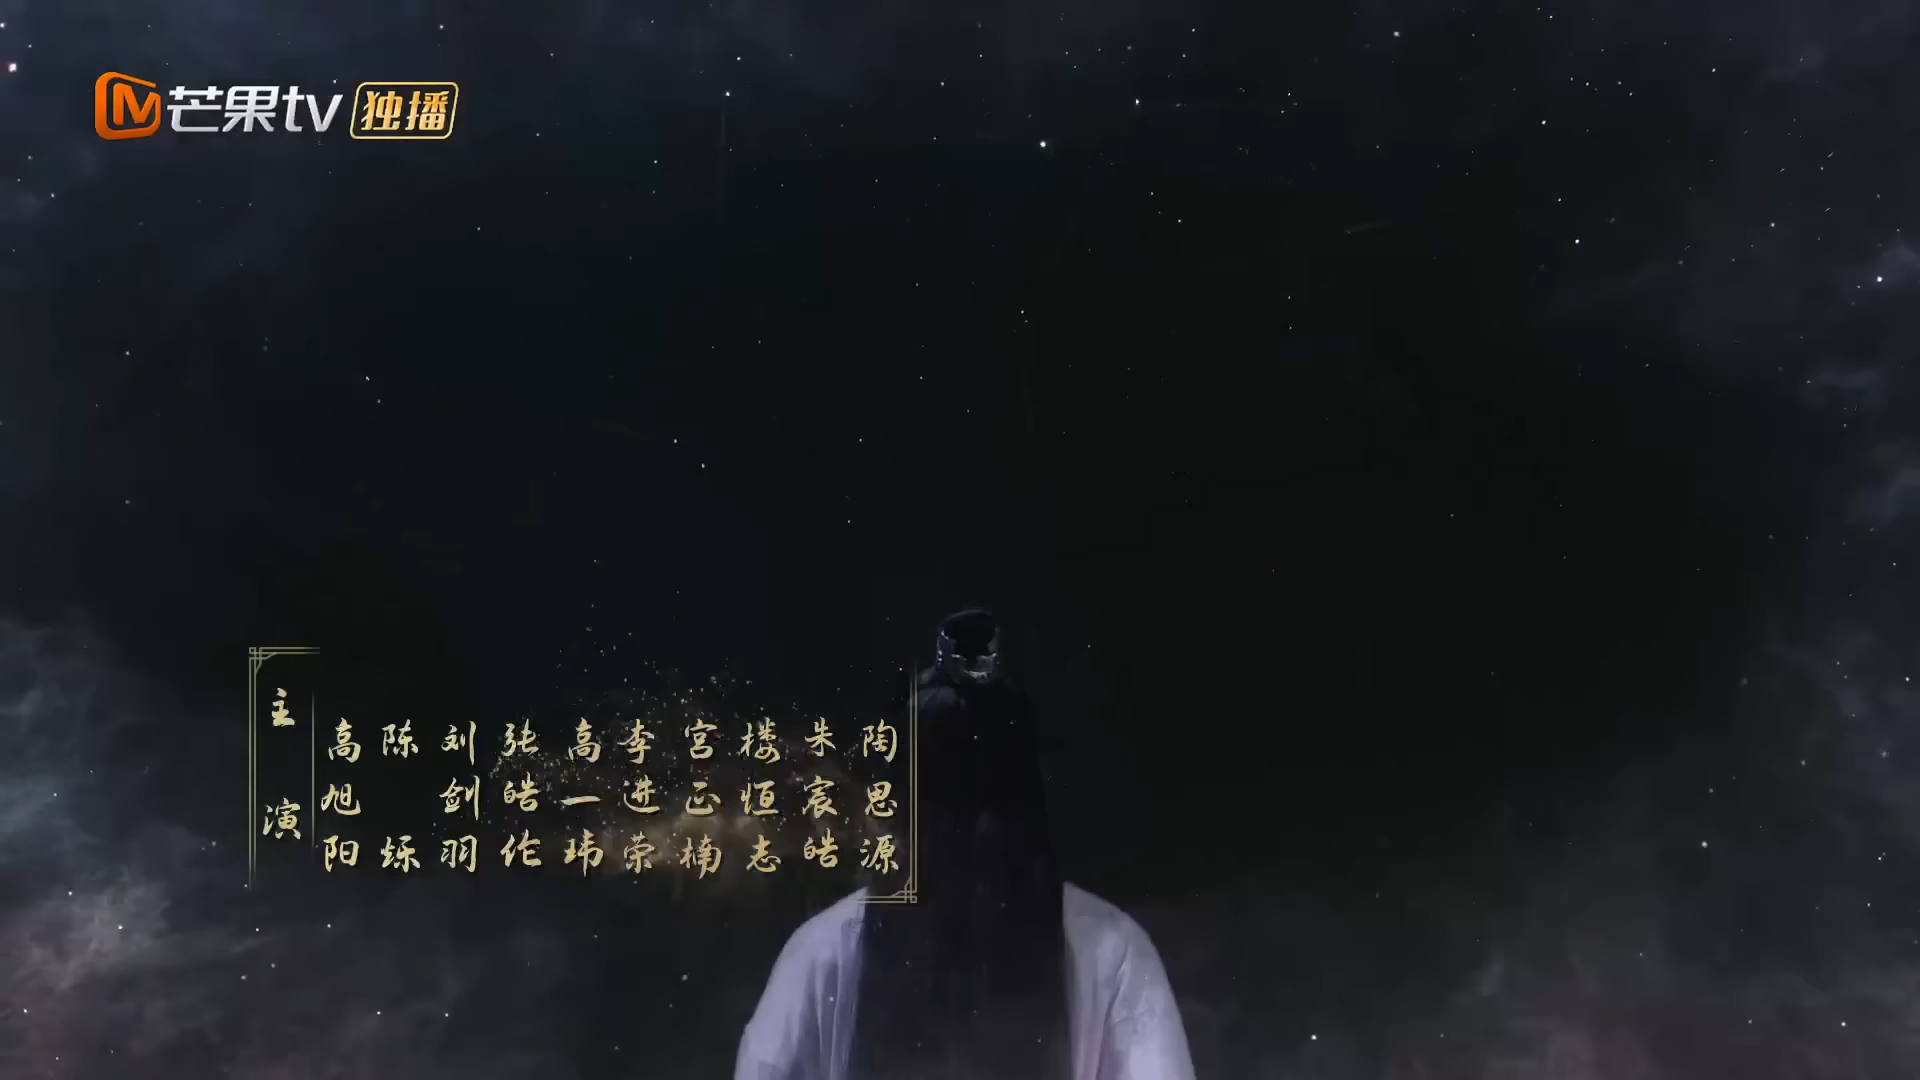 芒果tv 独播
主演
高旭阳
陈烁
刘剑羽
张皓伦
高一玮
李进荣
宫正楠
楼恒志
朱宸皓
陶思源